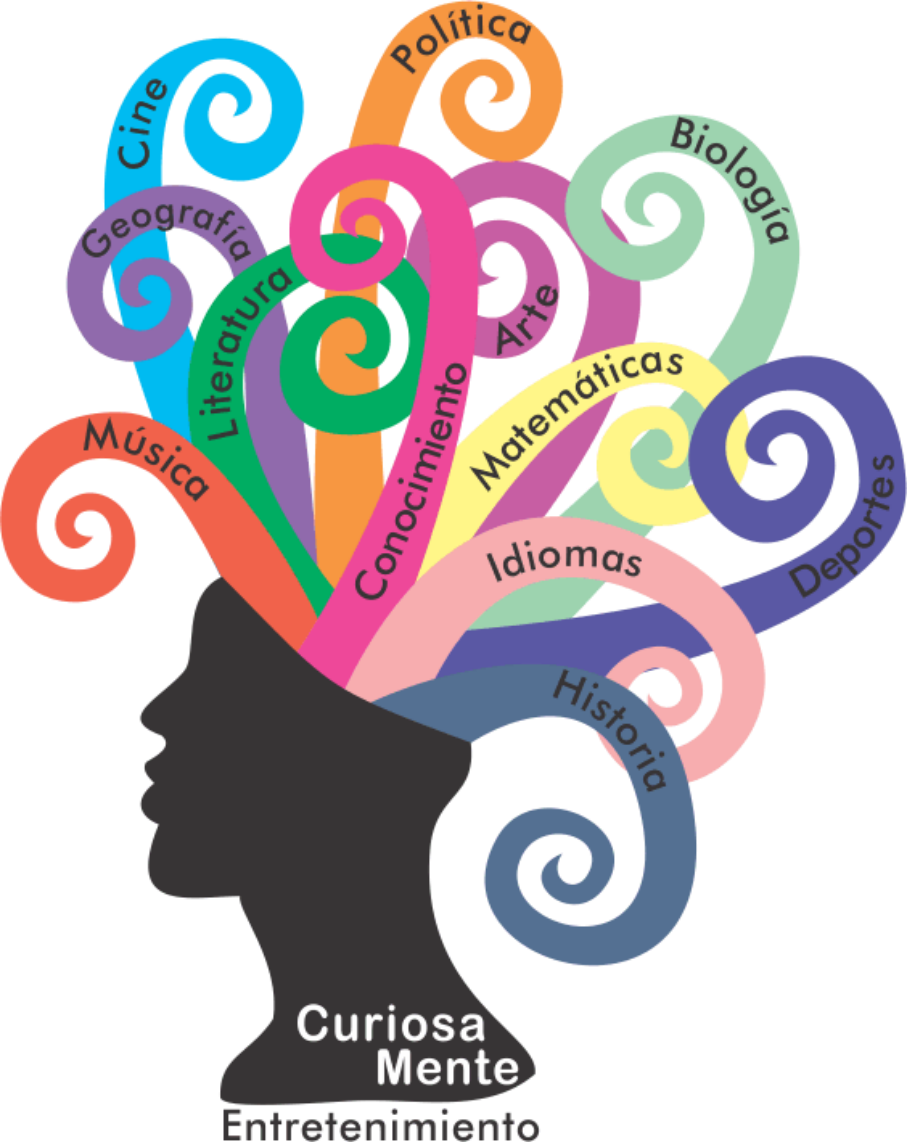 Política
Cine
Biología
Geografía
Literatura
Arte
Matemáticas
Conocimiento
Música
Deportes
Idiomas
Historia
Curiosa
Mente
Entretenimiento